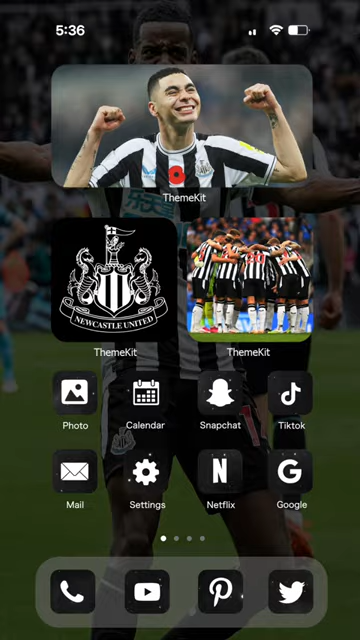 5:36
ThemeKit
NEWCASTLE UNITED
ThemeKit
ThemeKit
Photo
Calendar
Snapchat
Tiktok
Mail
Settings
Netflix
Google